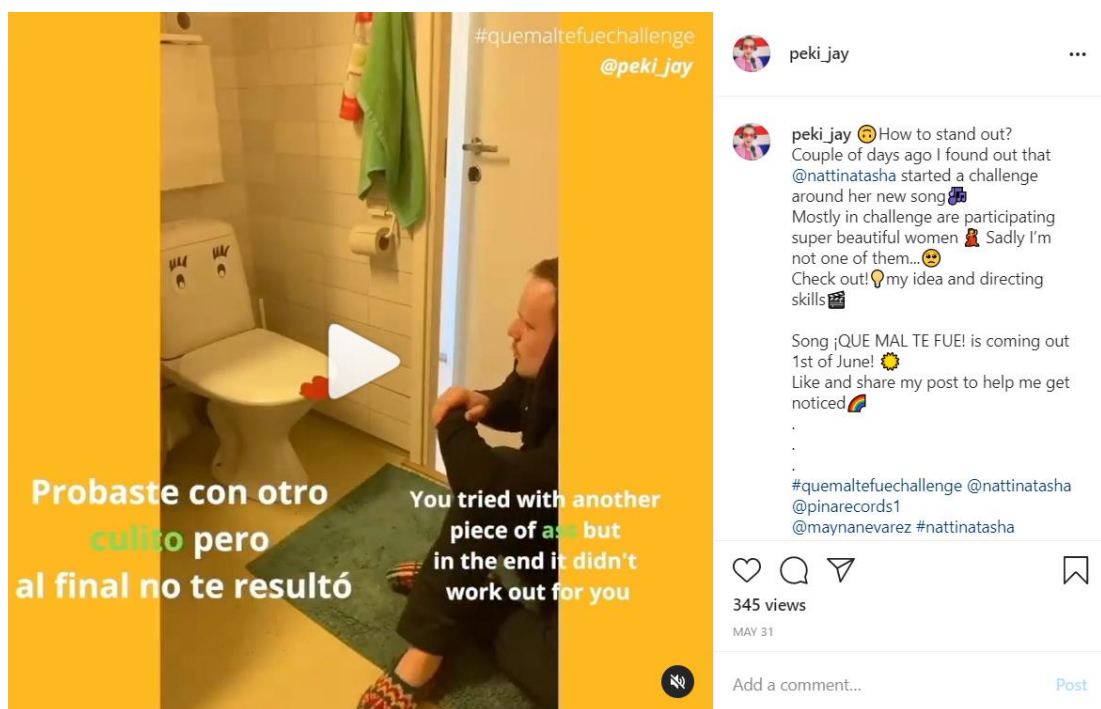 #quemaltefuechallenge
@peki_jay
Probaste con otro
culito pero
al final no te resultó
You tried with another
piece of ass but
in the end it didn't
work out for you
peki_jay
peki_jay 🙃How to stand out?
Couple of days ago I found out that
@nattinatasha started a challenge
around her new song🎶
Mostly in challenge are participating
super beautiful women 💃 Sadly I'm
not one of them...🥺
Check out!💡my idea and directing
skills🎬
Song ¡QUE MAL TE FUE! is coming out
1st of June! ☀️
Like and share my post to help me get
noticed🌈
.
.
.
#quemaltefuechallenge @nattinatasha
@pinarecords1
@maynanevarez #nattinatasha
345 views
MAY 31
Add a comment...
Post